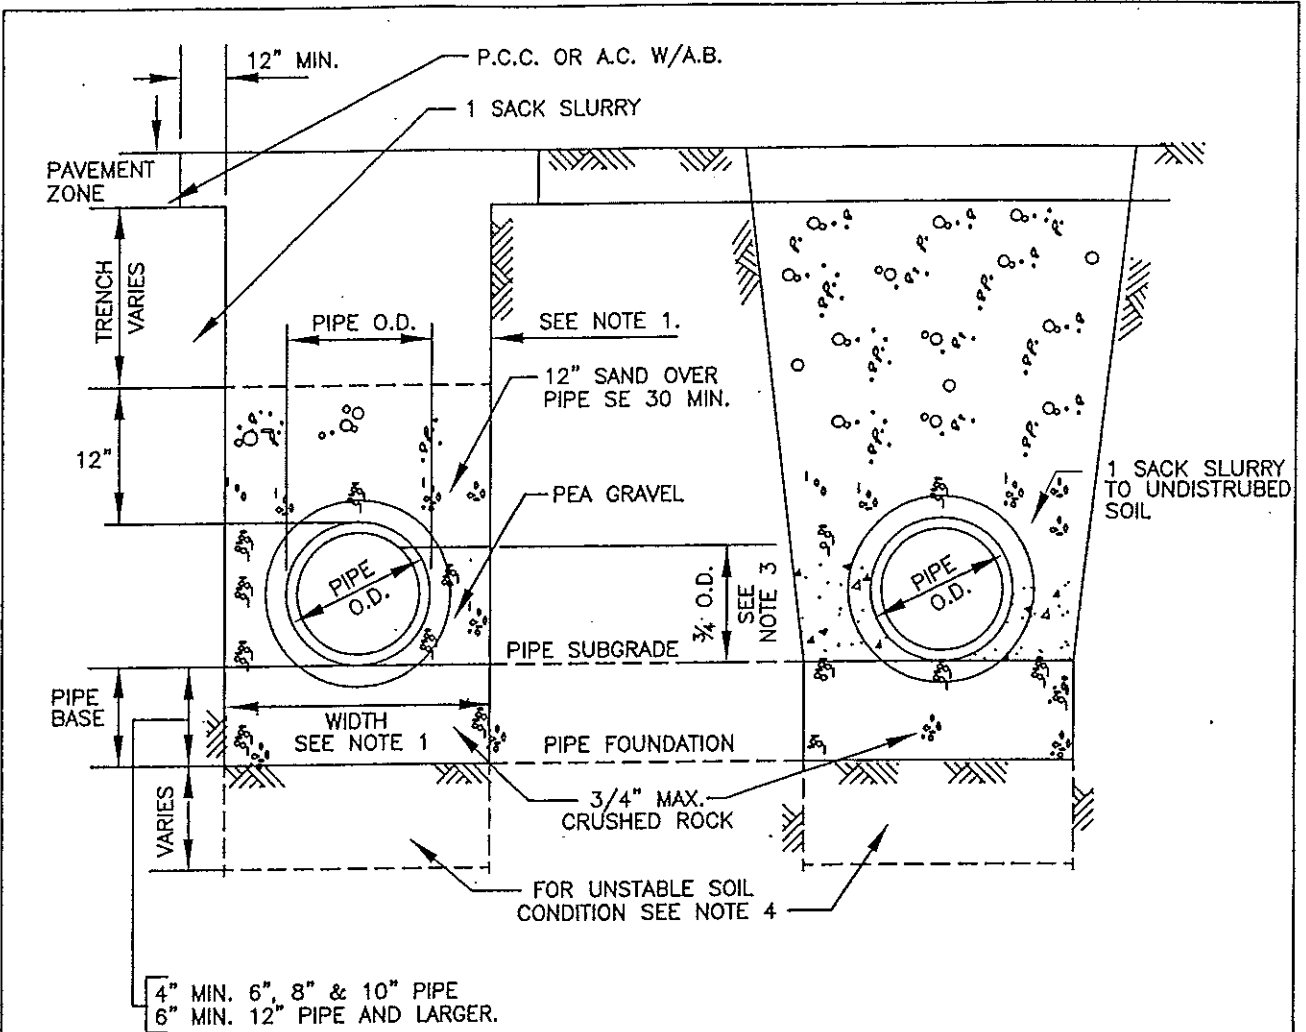 12" MIN.
P.C.C. OR A.C. W/A.B.
1 SACK SLURRY
PAVEMENT
ZONE
TRENCH
VARIES
PIPE O.D.
SEE NOTE 1.
12" SAND OVER
PIPE SE 30 MIN.
12"
PEA GRAVEL
1 SACK SLURRY
TO UNDISTRUBED
SOIL
PIPE
O.D.
3/4 O.D.
SEE
NOTE 3
PIPE
O.D.
PIPE SUBGRADE
PIPE
BASE
WIDTH
SEE NOTE 1
PIPE FOUNDATION
VARIES
3/4" MAX.
CRUSHED ROCK
FOR UNSTABLE SOIL
CONDITION SEE NOTE 4
4" MIN. 6", 8" & 10" PIPE
6" MIN. 12" PIPE AND LARGER.